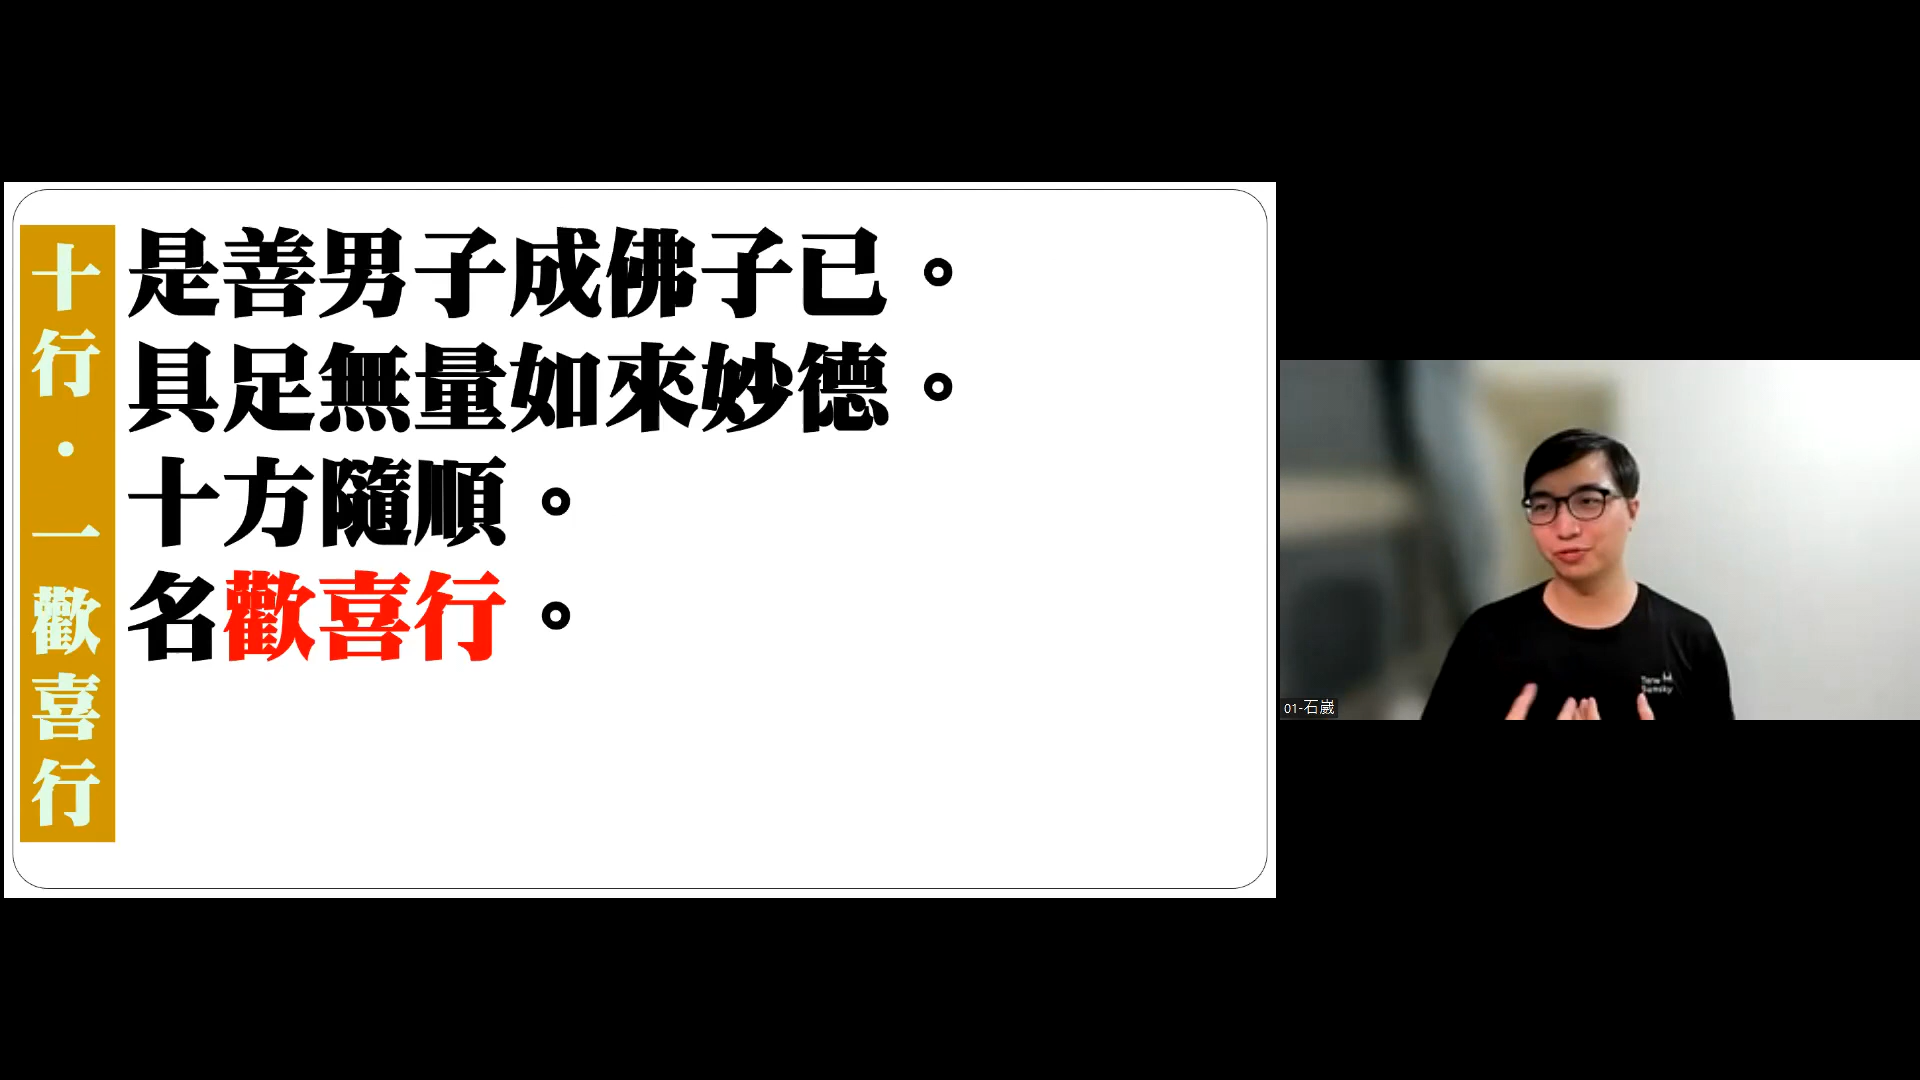 十行・一歡喜行
是善男子成佛子已。
具足無量如來妙德。
十方隨順。
名歡喜行。
01-石崴